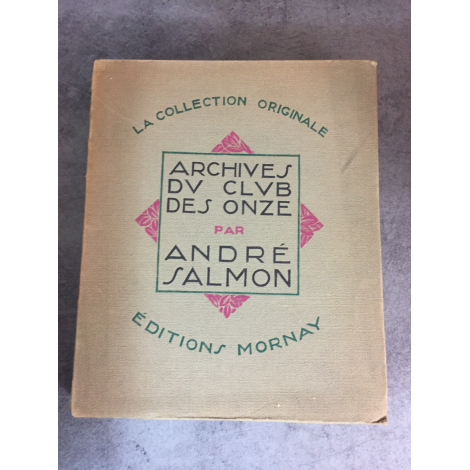 LA COLLECTION ORIGINALE
ARCHIVES
DV CLVB
DES ONZE
PAR
ANDRÉ
SALMON
ÉDITIONS MORNAY